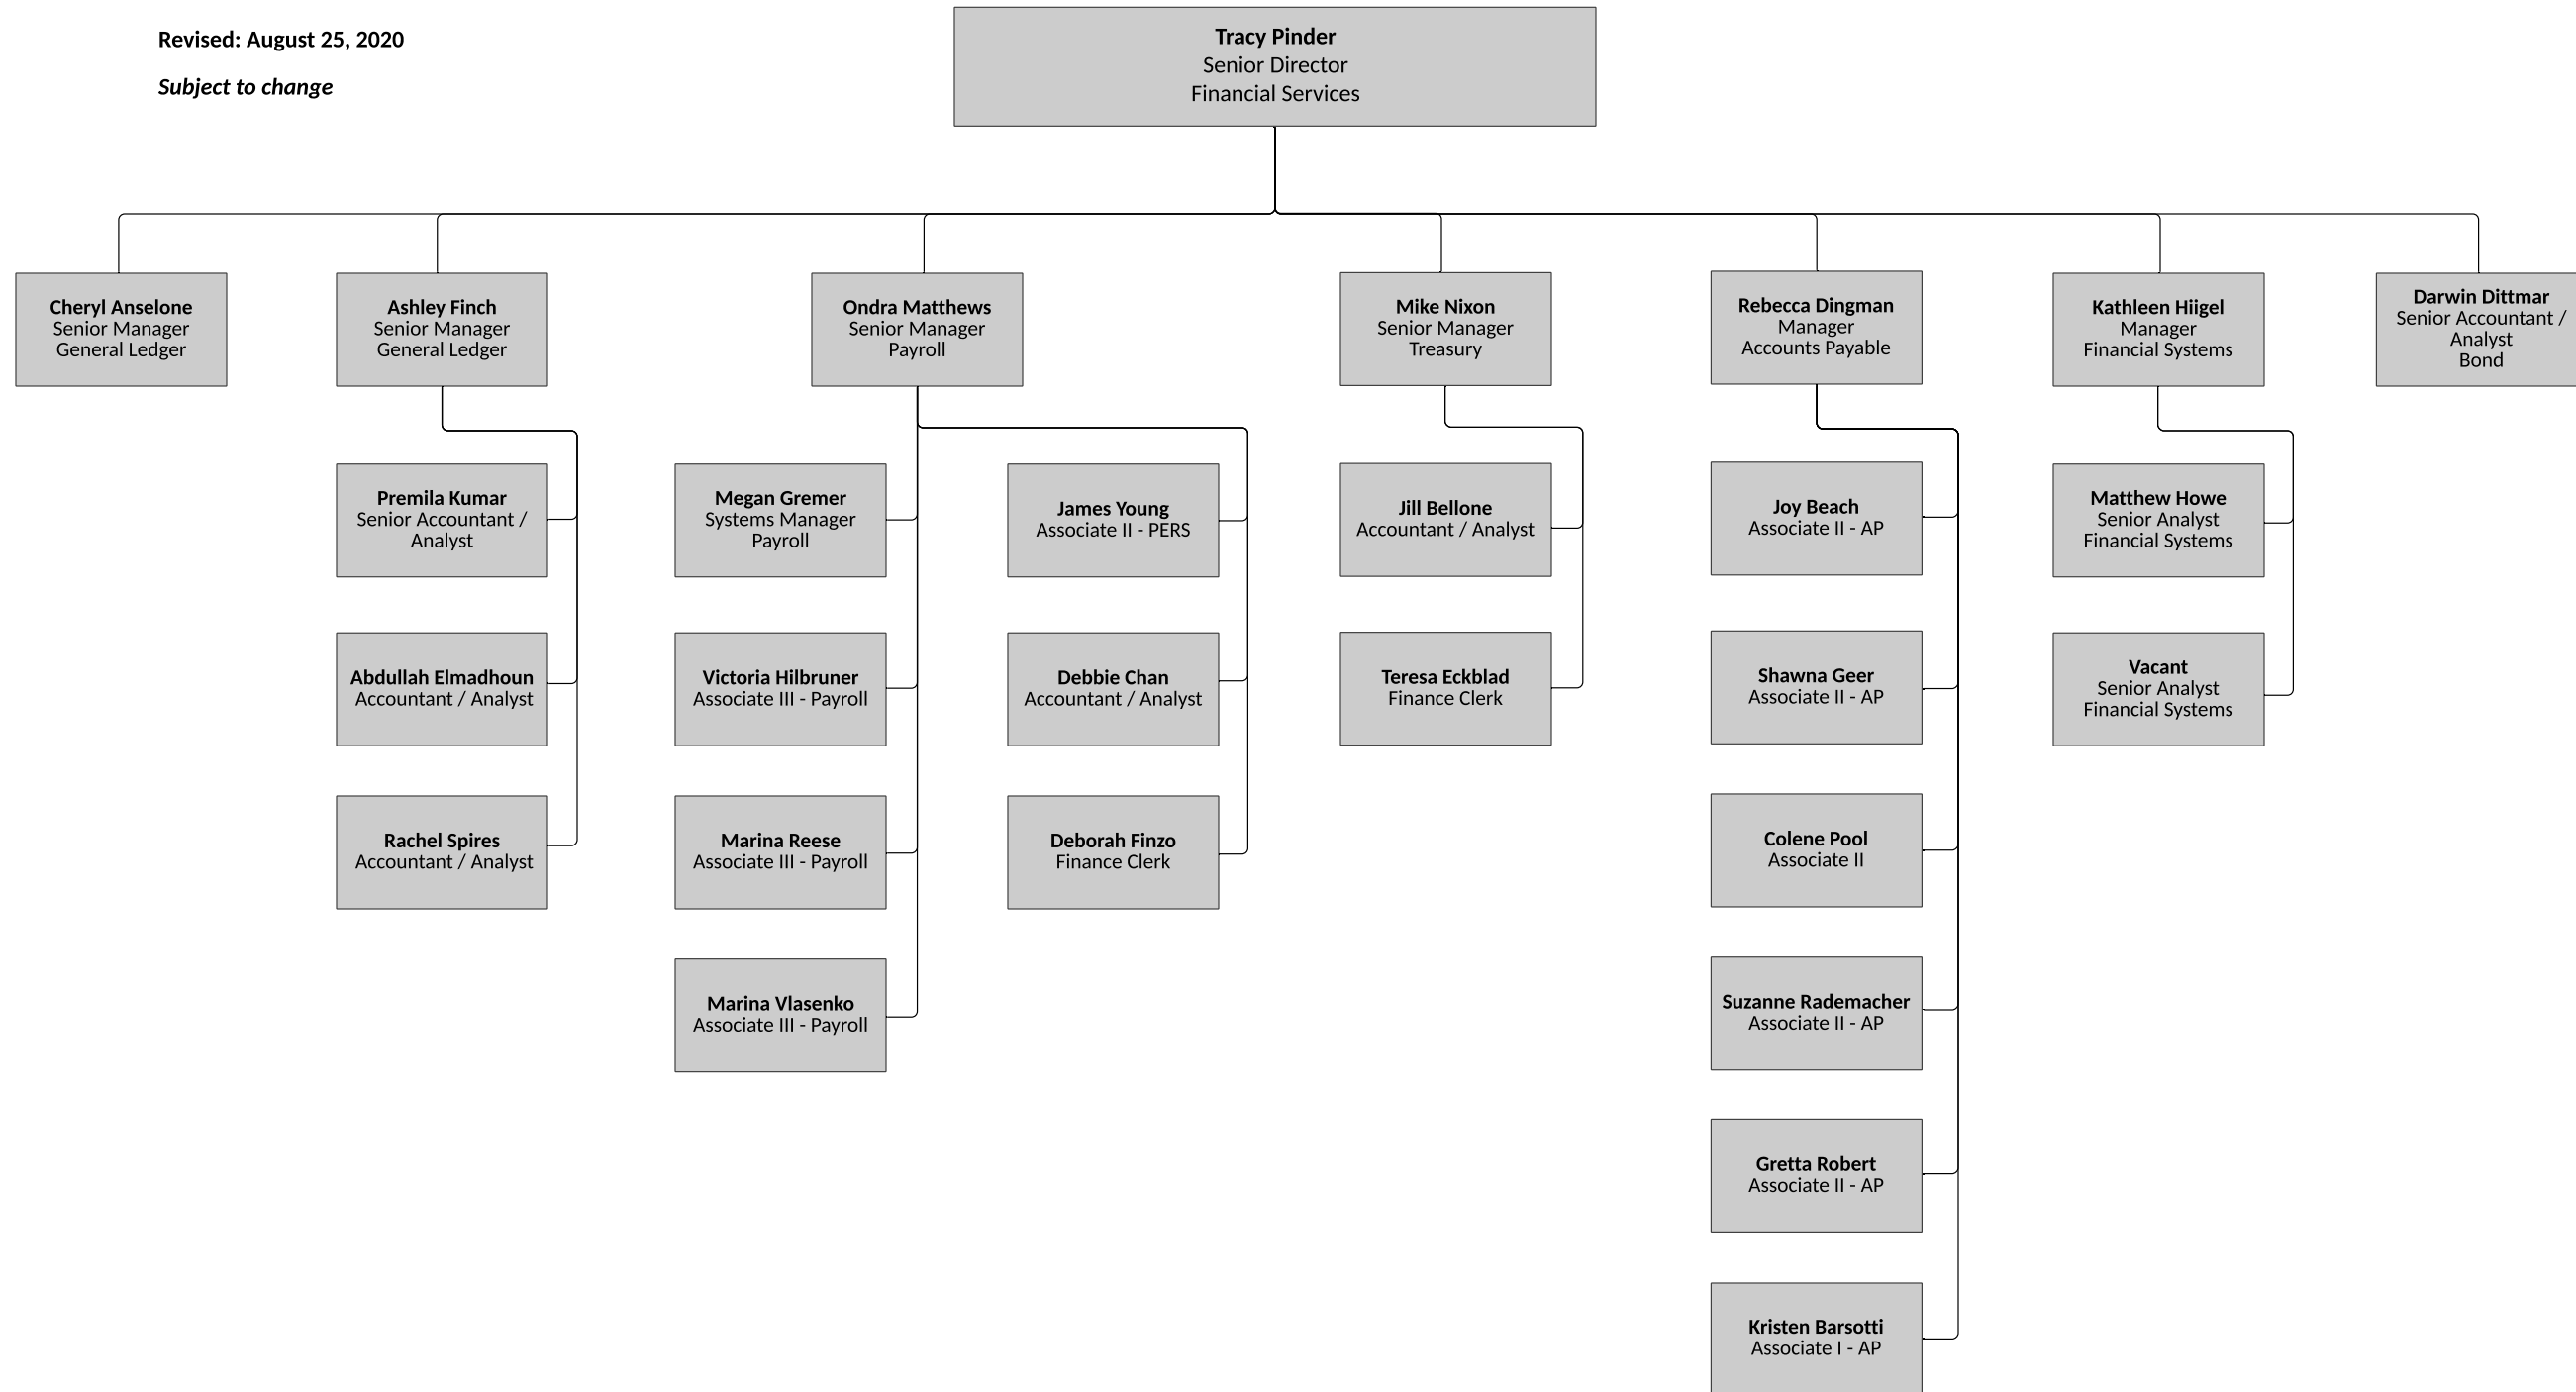 Revised: August 25, 2020
Subject to change
Tracy Pinder
Senior Director
Financial Services
Cheryl Anselone
Senior Manager
General Ledger
Ashley Finch
Senior Manager
General Ledger
Ondra Matthews
Senior Manager
Payroll
Mike Nixon
Senior Manager
Treasury
Rebecca Dingman
Manager
Accounts Payable
Kathleen Hiigel
Manager
Financial Systems
Darwin Dittmar
Senior Accountant /
Analyst
Bond
Premila Kumar
Senior Accountant /
Analyst
Megan Gremer
Systems Manager
Payroll
James Young
Associate II - PERS
Jill Bellone
Accountant / Analyst
Joy Beach
Associate II - AP
Matthew Howe
Senior Analyst
Financial Systems
Abdullah Elmadhoun
Accountant / Analyst
Victoria Hilbruner
Associate III - Payroll
Debbie Chan
Accountant / Analyst
Teresa Eckblad
Finance Clerk
Shawna Geer
Associate II - AP
Vacant
Senior Analyst
Financial Systems
Rachel Spires
Accountant / Analyst
Marina Reese
Associate III - Payroll
Deborah Finzo
Finance Clerk
Colene Pool
Associate II
Marina Vlasenko
Associate III - Payroll
Suzanne Rademacher
Associate II - AP
Gretta Robert
Associate II - AP
Kristen Barsotti
Associate I - AP